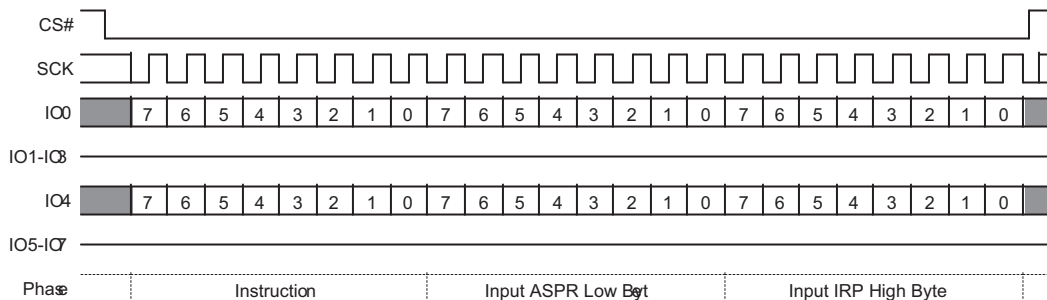 CS#
SCK
IO0 7 6 5 4 3 2 1 0 7 6 5 4 3 2 1 0 7 6 5 4 3 2 1 0
IO1-IO3
IO4 7 6 5 4 3 2 1 0 7 6 5 4 3 2 1 0 7 6 5 4 3 2 1 0
IO5-IO7
Phase Instruction Input ASPR Low Byte Input IRP High Byte